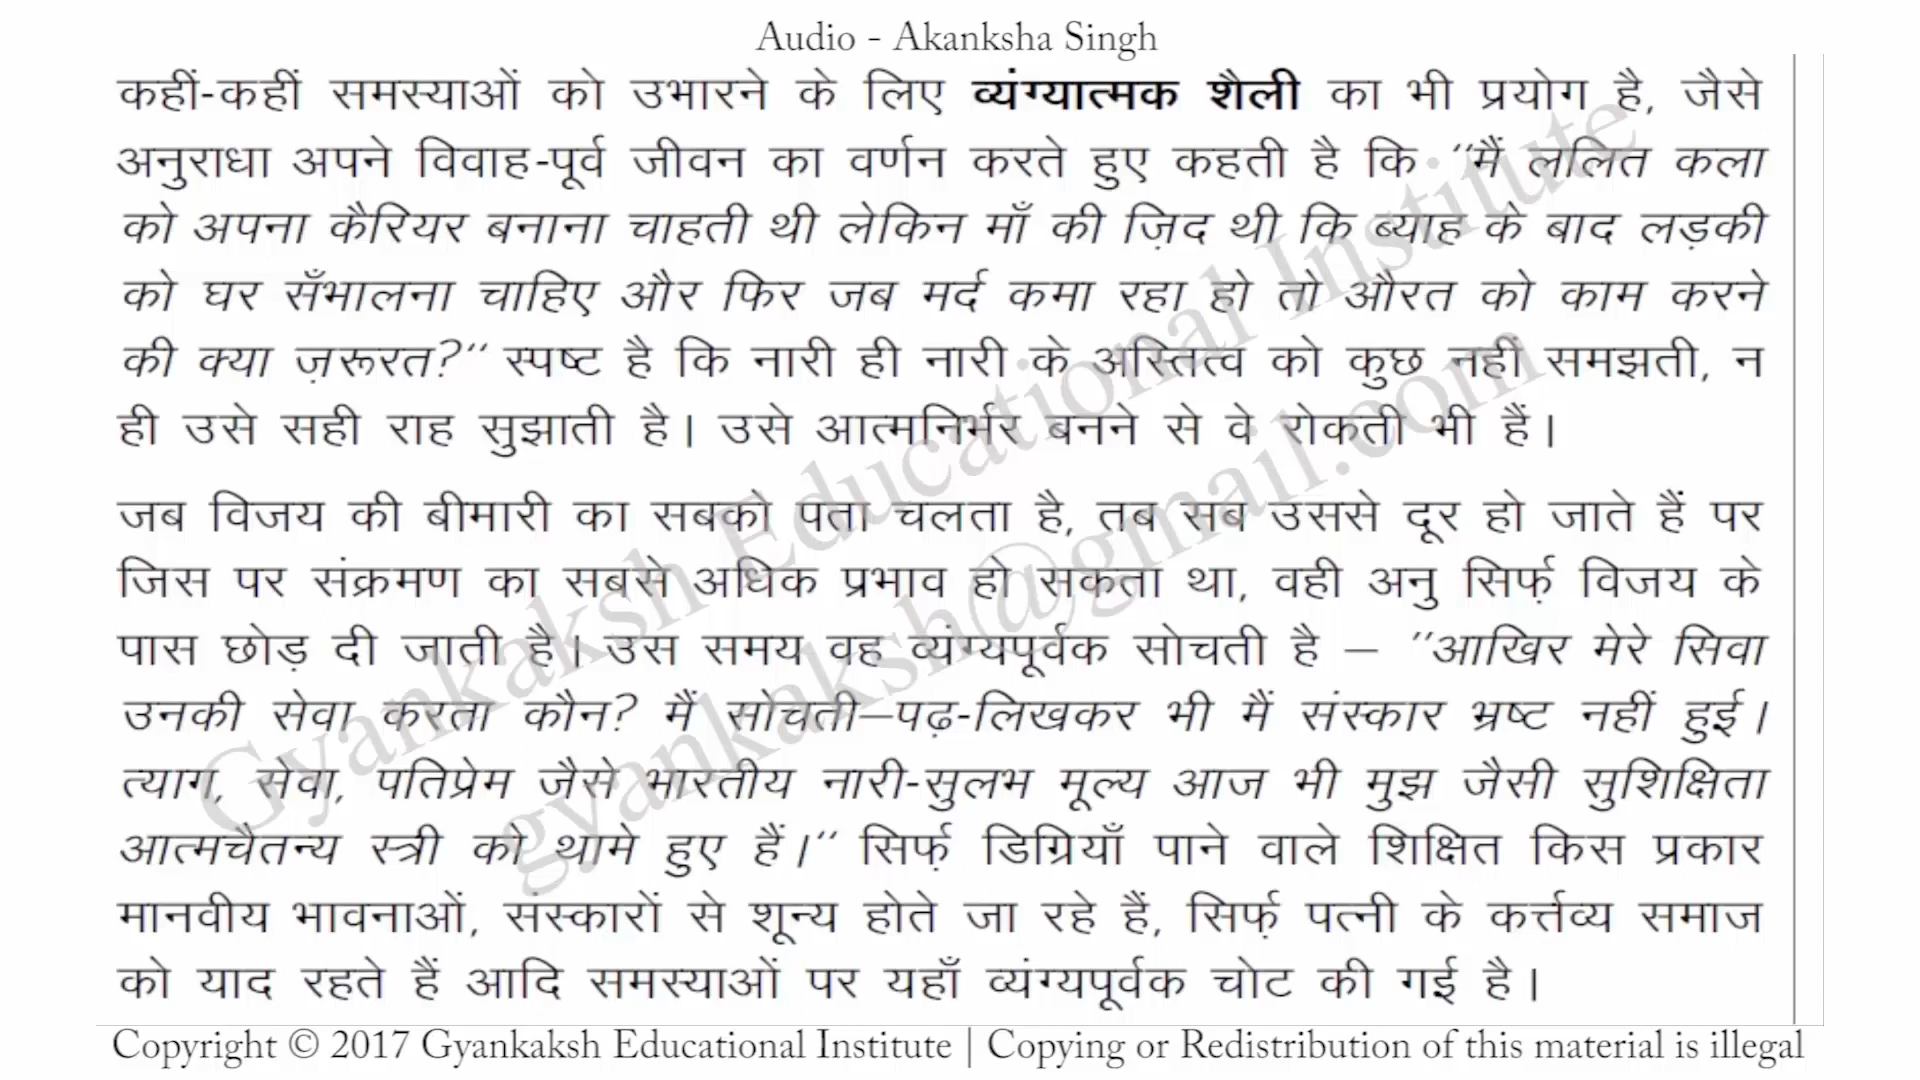 Audio - Akanksha Singh
कहीं-कहीं समस्याओं को उभारने के लिए व्यंग्यात्मक शैली का भी प्रयोग है, जैसे
अनुराधा अपने विवाह-पूर्व जीवन का वर्णन करते हुए कहती है कि ‘‘मैं ललित कला
को अपना कैरियर बनाना चाहती थी लेकिन माँ की ज़िद थी कि ब्याह के बाद लड़की
को घर सँभालना चाहिए और फिर जब मर्द कमा रहा हो तो औरत को काम करने
की क्या ज़रूरत?‘‘ स्पष्ट है कि नारी ही नारी के अस्तित्व को कुछ नहीं समझती, न
ही उसे सही राह सुझाती है। उसे आत्मनिर्भर बनने से वे रोकती भी हैं।
जब विजय की बीमारी का सबको पता चलता है, तब सब उससे दूर हो जाते हैं पर
जिस पर संक्रमण का सबसे अधिक प्रभाव हो सकता था, वही अनु सिर्फ़ विजय के
पास छोड़ दी जाती है। उस समय वह व्यंग्यपूर्वक सोचती है – ‘‘आखिर मेरे सिवा
उनकी सेवा करता कौन? मैं सोचती–पढ़-लिखकर भी मैं संस्कार भ्रष्ट नहीं हुई।
त्याग, सेवा, पतिप्रेम जैसे भारतीय नारी-सुलभ मूल्य आज भी मुझ जैसी सुशिक्षिता
आत्मचैतन्य स्त्री को थामे हुए हैं।‘‘ सिर्फ़ डिग्रियाँ पाने वाले शिक्षित किस प्रकार
मानवीय भावनाओं, संस्कारों से शून्य होते जा रहे हैं, सिर्फ़ पत्नी के कर्त्तव्य समाज
को याद रहते हैं आदि समस्याओं पर यहाँ व्यंग्यपूर्वक चोट की गई है।
Gyankaksh Educational Institute
gyankaksh@gmail.com
Copyright © 2017 Gyankaksh Educational Institute | Copying or Redistribution of this material is illegal